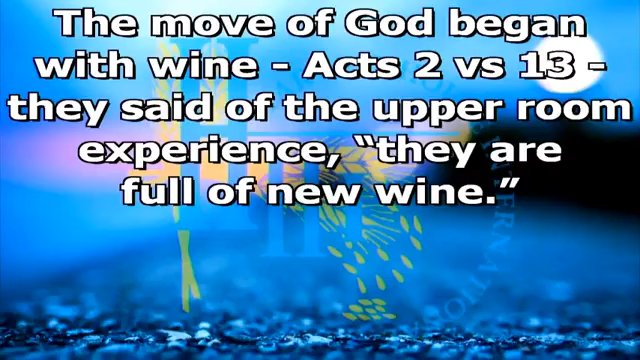 The move of God began
with wine - Acts 2 vs 13 -
they said of the upper room
experience, “they are
full of new wine.”